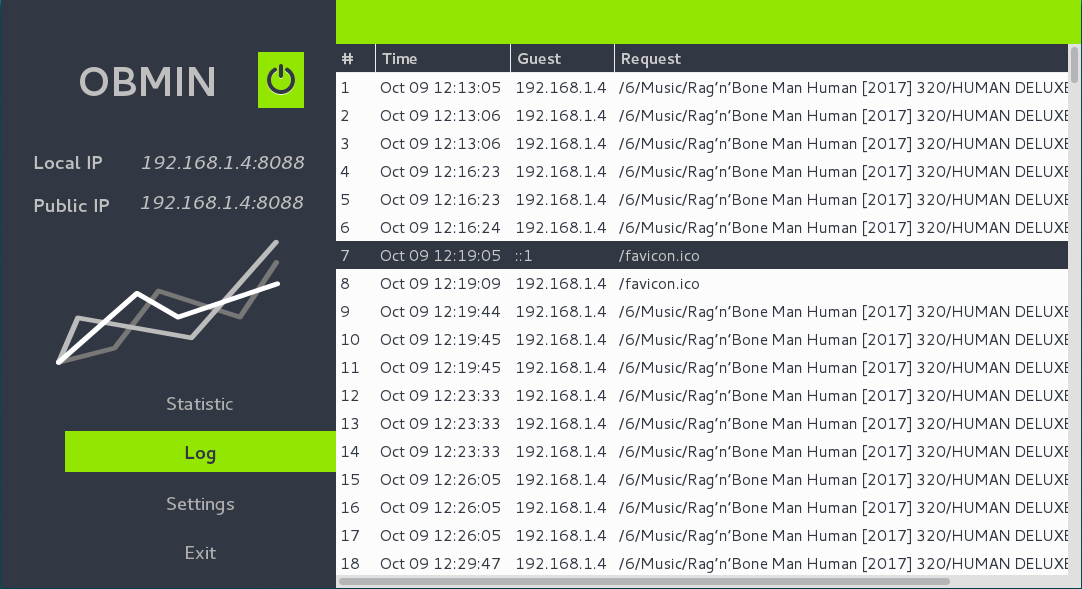 OBMIN
Local IP 192.168.1.4:8088
Public IP 192.168.1.4:8088
Statistic
Log
Settings
Exit
# Time Guest Request
1 Oct 09 12:13:05 192.168.1.4 /6/Music/Rag'n'Bone Man Human [2017] 320/HUMAN DELUXE
2 Oct 09 12:13:06 192.168.1.4 /6/Music/Rag'n'Bone Man Human [2017] 320/HUMAN DELUXE
3 Oct 09 12:13:06 192.168.1.4 /6/Music/Rag'n'Bone Man Human [2017] 320/HUMAN DELUXE
4 Oct 09 12:16:23 192.168.1.4 /6/Music/Rag'n'Bone Man Human [2017] 320/HUMAN DELUXE
5 Oct 09 12:16:23 192.168.1.4 /6/Music/Rag'n'Bone Man Human [2017] 320/HUMAN DELUXE
6 Oct 09 12:16:24 192.168.1.4 /6/Music/Rag'n'Bone Man Human [2017] 320/HUMAN DELUXE
7 Oct 09 12:19:05 ::1 /favicon.ico
8 Oct 09 12:19:09 192.168.1.4 /favicon.ico
9 Oct 09 12:19:44 192.168.1.4 /6/Music/Rag'n'Bone Man Human [2017] 320/HUMAN DELUXE
10 Oct 09 12:19:45 192.168.1.4 /6/Music/Rag'n'Bone Man Human [2017] 320/HUMAN DELUXE
11 Oct 09 12:19:45 192.168.1.4 /6/Music/Rag'n'Bone Man Human [2017] 320/HUMAN DELUXE
12 Oct 09 12:23:33 192.168.1.4 /6/Music/Rag'n'Bone Man Human [2017] 320/HUMAN DELUXE
13 Oct 09 12:23:33 192.168.1.4 /6/Music/Rag'n'Bone Man Human [2017] 320/HUMAN DELUXE
14 Oct 09 12:23:33 192.168.1.4 /6/Music/Rag'n'Bone Man Human [2017] 320/HUMAN DELUXE
15 Oct 09 12:26:05 192.168.1.4 /6/Music/Rag'n'Bone Man Human [2017] 320/HUMAN DELUXE
16 Oct 09 12:26:05 192.168.1.4 /6/Music/Rag'n'Bone Man Human [2017] 320/HUMAN DELUXE
17 Oct 09 12:26:05 192.168.1.4 /6/Music/Rag'n'Bone Man Human [2017] 320/HUMAN DELUXE
18 Oct 09 12:29:47 192.168.1.4 /6/Music/Rag'n'Bone Man Human [2017] 320/HUMAN DELUXE